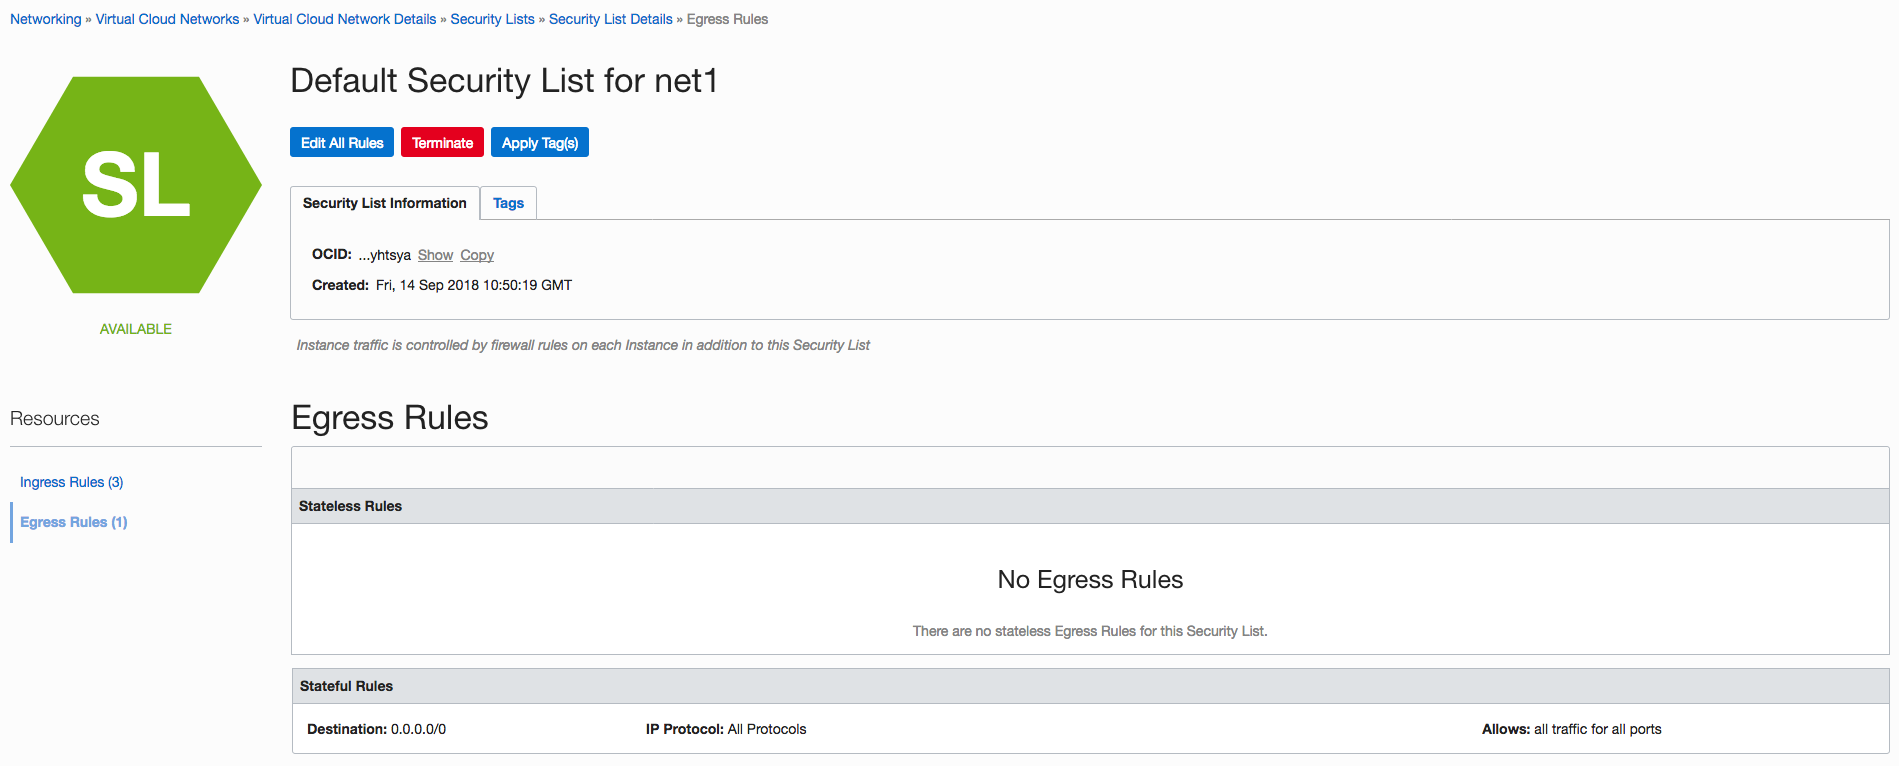 Networking » Virtual Cloud Networks » Virtual Cloud Network Details » Security Lists » Security List Details » Egress Rules
SL
AVAILABLE
Default Security List for net1
Edit All Rules Terminate Apply Tag(s)
Security List Information Tags
OCID: ...yhtsya Show Copy
Created: Fri, 14 Sep 2018 10:50:19 GMT
Instance traffic is controlled by firewall rules on each Instance in addition to this Security List
Resources
Ingress Rules (3)
Egress Rules (1)
Egress Rules
Stateless Rules
No Egress Rules
There are no stateless Egress Rules for this Security List.
Stateful Rules
Destination: 0.0.0.0/0 IP Protocol: All Protocols Allows: all traffic for all ports